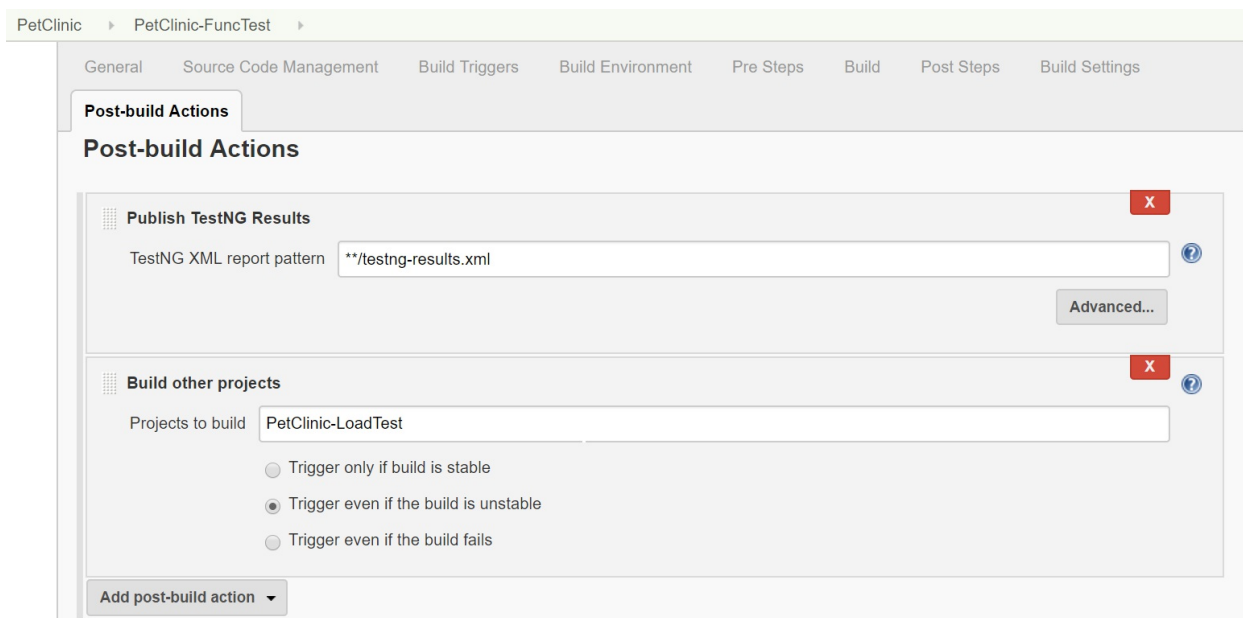 PetClinic PetClinic-FuncTest
General Source Code Management Build Triggers Build Environment Pre Steps Build Post Steps Build Settings
Post-build Actions
Post-build Actions
X
Publish TestNG Results
TestNG XML report pattern **/testng-results.xml ?
Advanced...
X
Build other projects ?
Projects to build PetClinic-LoadTest
Trigger only if build is stable
Trigger even if the build is unstable
Trigger even if the build fails
Add post-build action